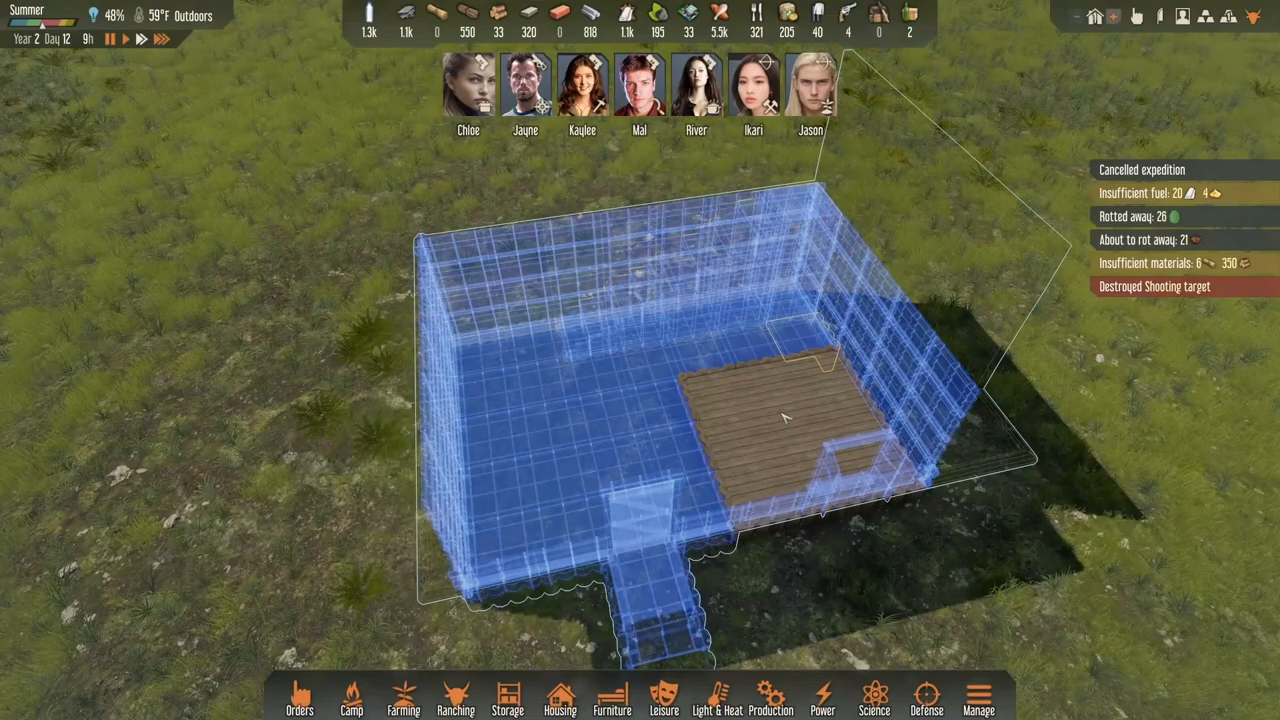 Summer
48% 59°F Outdoors
Year 2 Day 12 9h
1.3k 1.1k 0 550 33 320 0 818 1.1k 195 33 5.5k 321 205 40 4 0 2
Chloe Jayne Kaylee Mal River Ikari Jason
Cancelled expedition
Insufficient fuel: 20 4
Rotted away: 26
About to rot away: 21
Insufficient materials: 6 350
Destroyed Shooting target
Orders Camp Farming Ranching Storage Housing Furniture Leisure Light & Heat Production Power Science Defense Manage